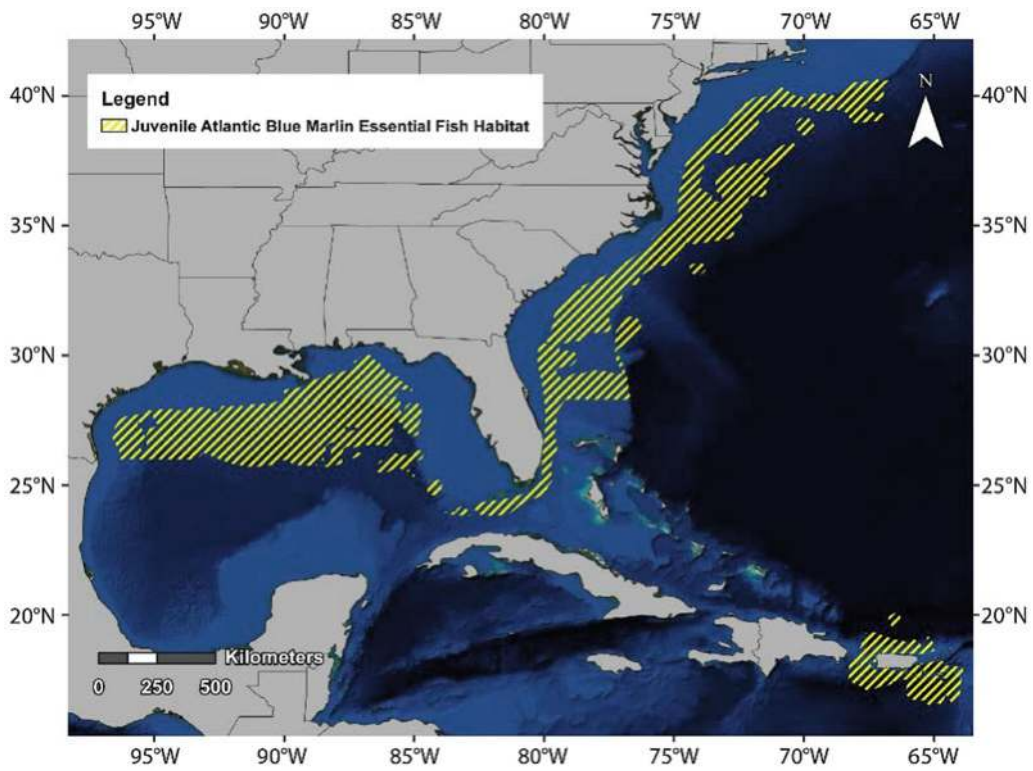 95°W 90°W 85°W 80°W 75°W 70°W 65°W
Legend
Juvenile Atlantic Blue Marlin Essential Fish Habitat
N
40°N 40°N
35°N 35°N
30°N 30°N
25°N 25°N
20°N 20°N
Kilometers
0 250 500
95°W 90°W 85°W 80°W 75°W 70°W 65°W